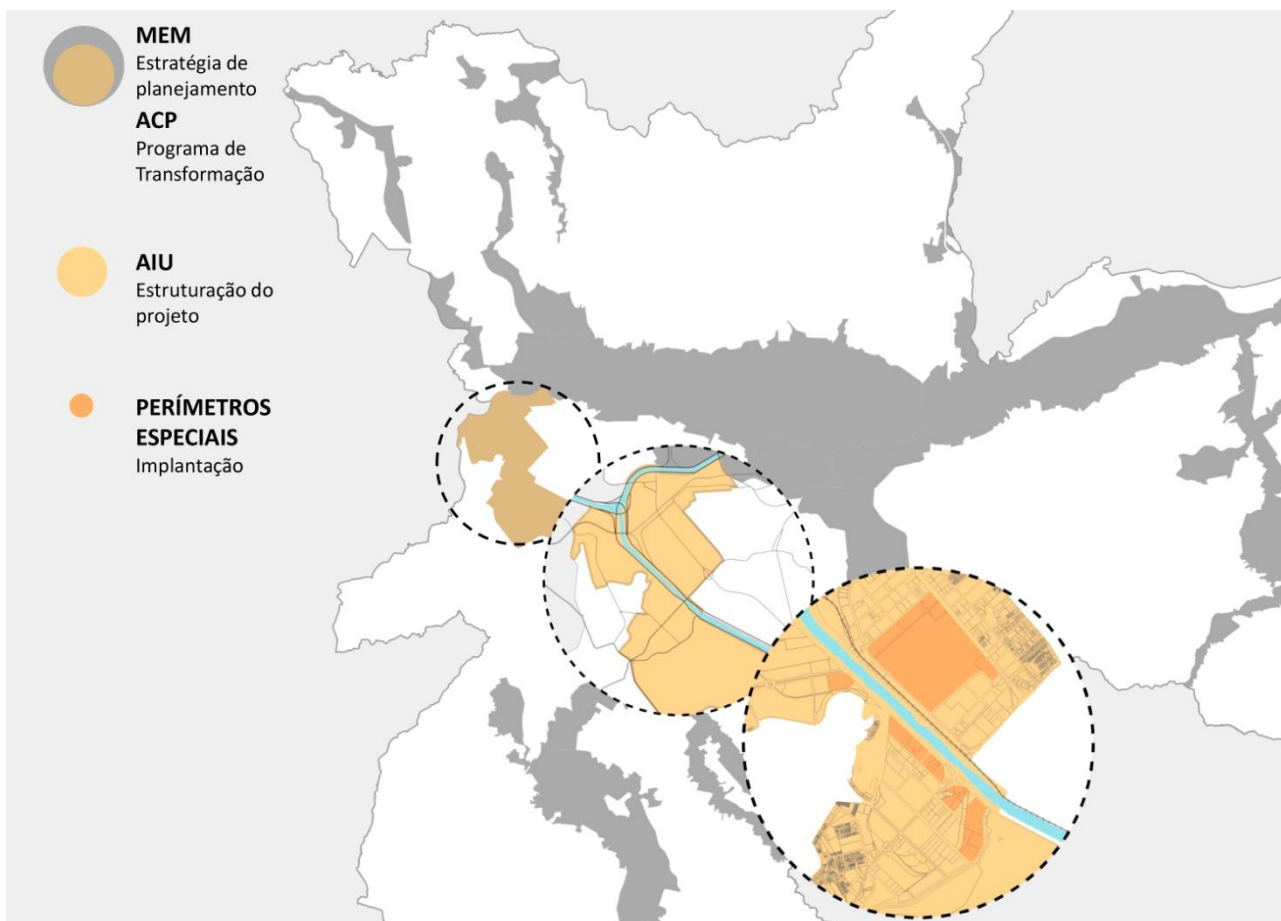 MEM
Estratégia de
planejamento
ACP
Programa de
Transformação
AIU
Estruturação do
projeto
PERÍMETROS
ESPECIAIS
Implantação